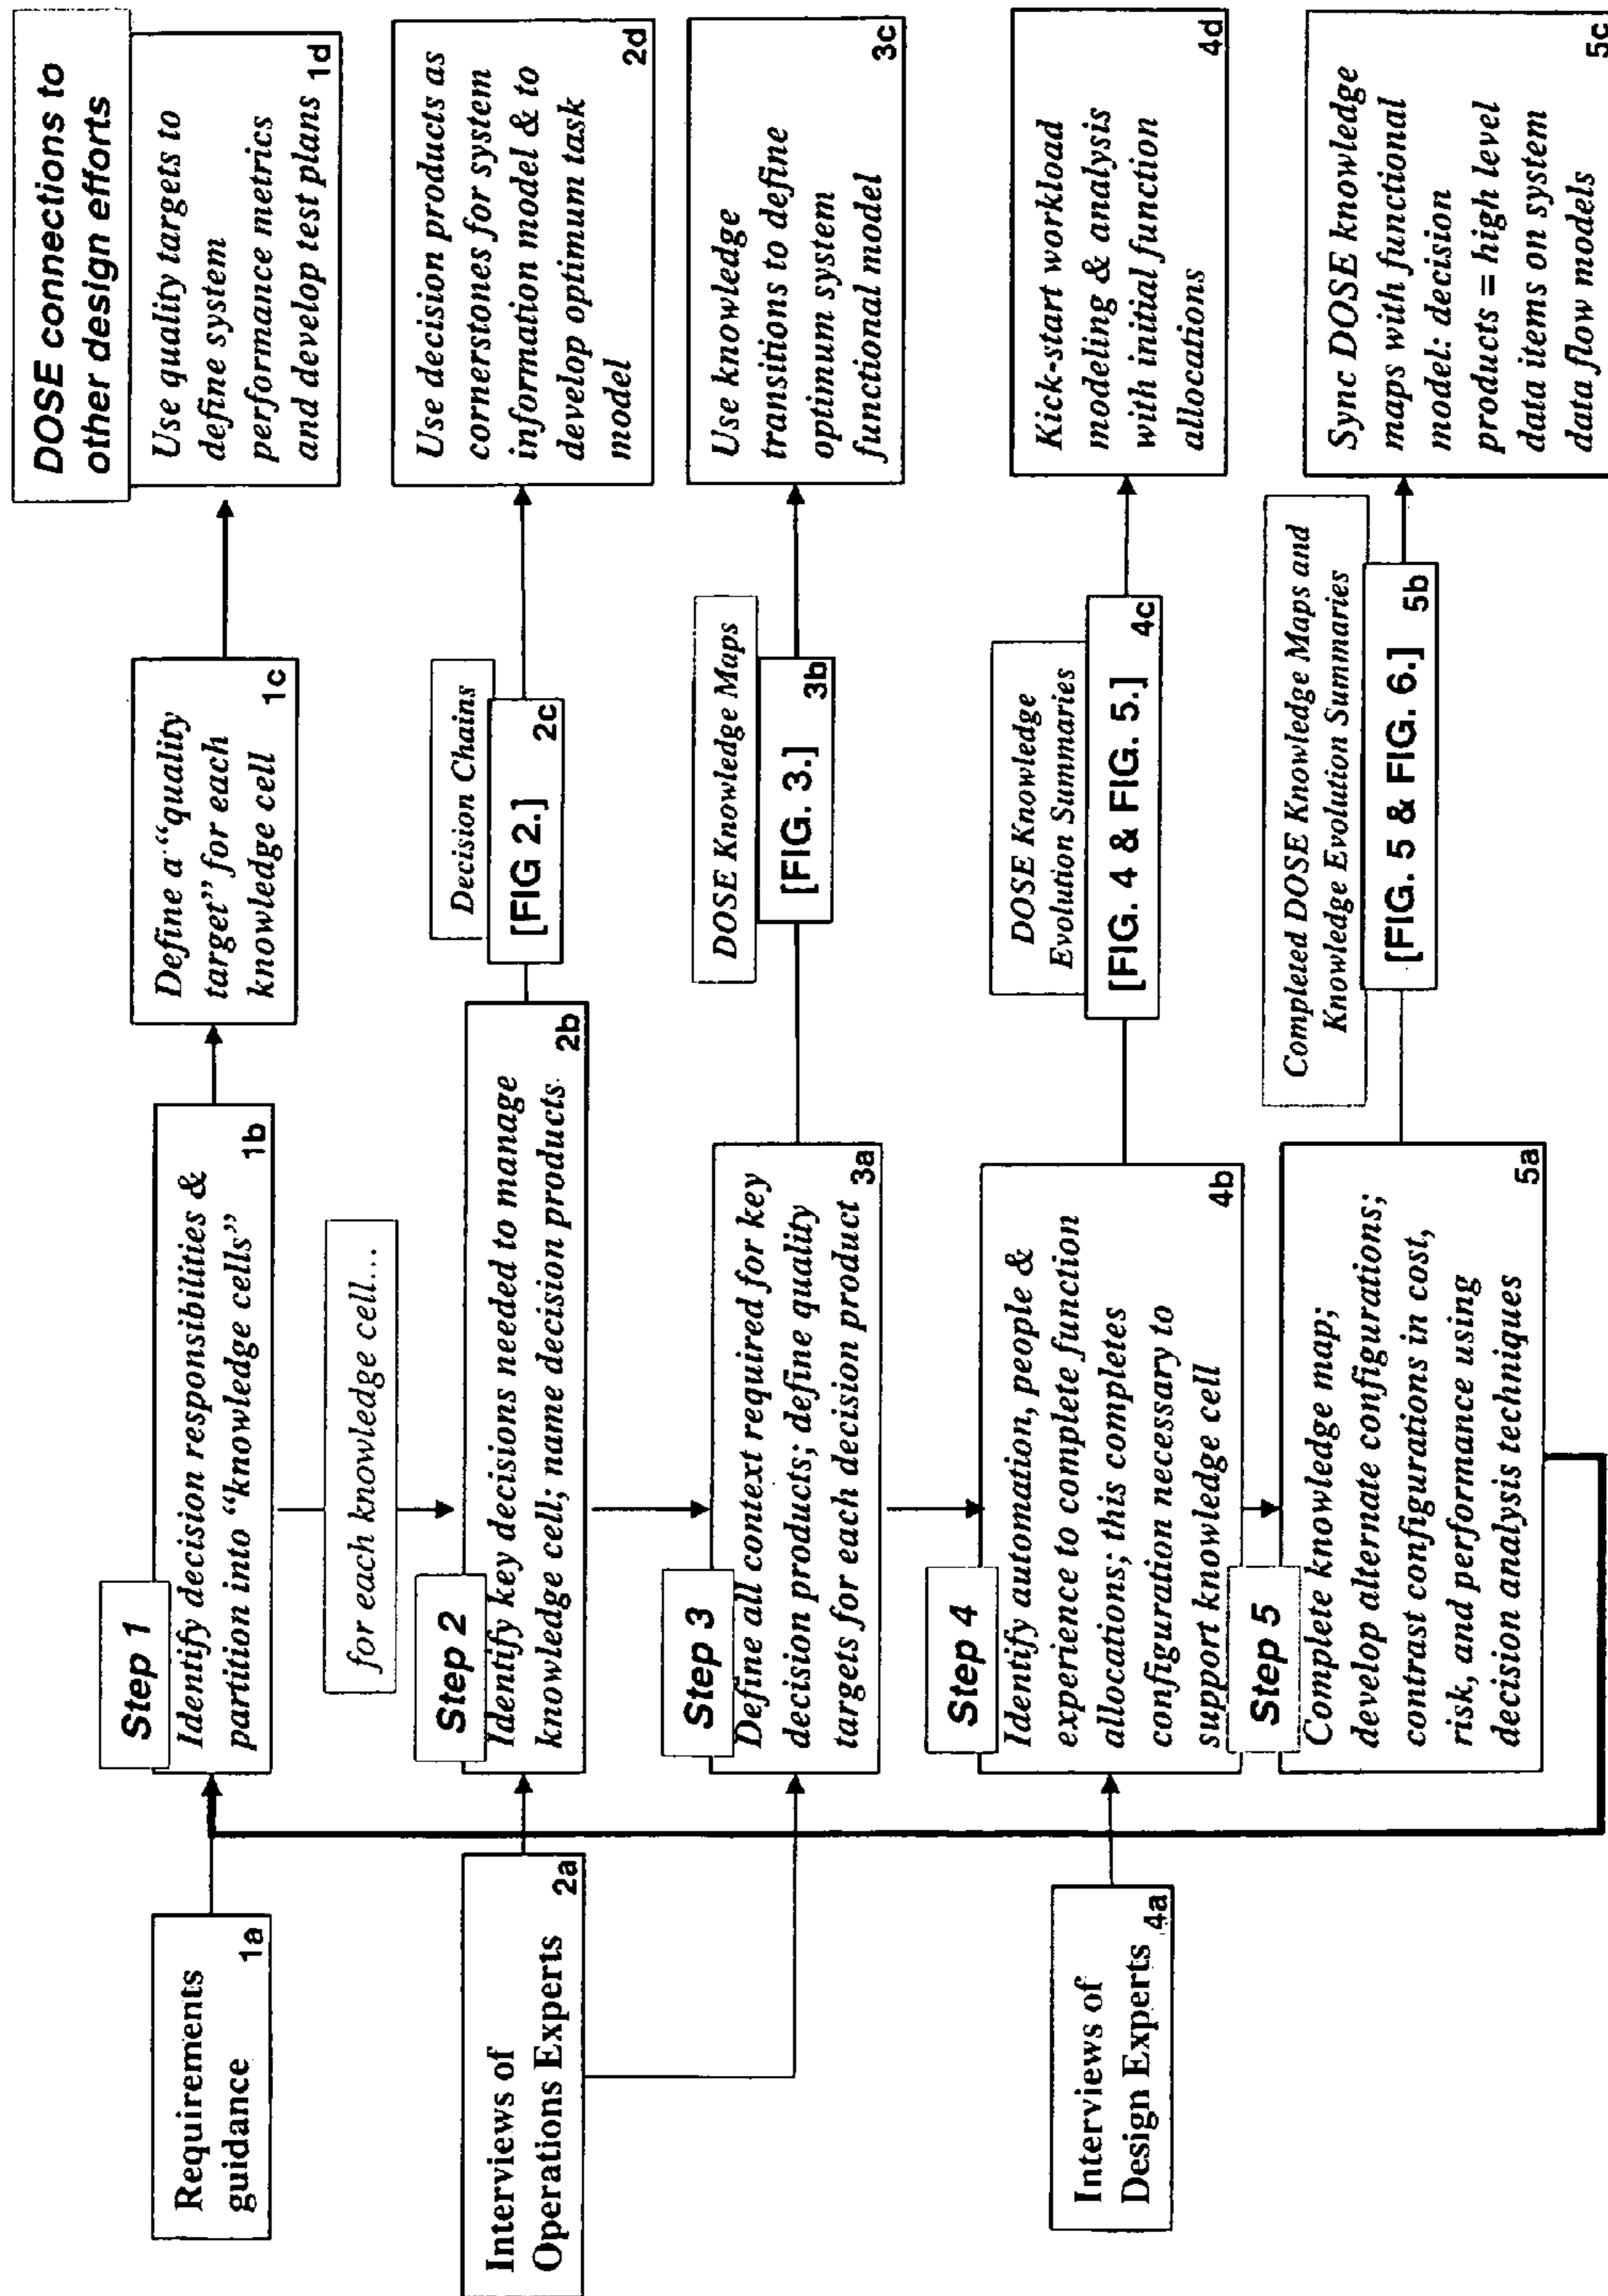 DOSE connections to
other design efforts
Requirements
guidance
1a
Step 1
Identify decision responsibilities &
partition into “knowledge cells”
1b
Define a “quality
target” for each
knowledge cell
1c
Use quality targets to
define system
performance metrics
and develop test plans
1d
for each knowledge cell...
Interviews of
Operations Experts
2a
Step 2
Identify key decisions needed to manage
knowledge cell; name decision products
2b
Decision Chains
[FIG 2.]
2c
Use decision products as
cornerstones for system
information model & to
develop optimum task
model
2d
Step 3
Define all context required for key
decision products; define quality
targets for each decision product
3a
DOSE Knowledge Maps
[FIG. 3.]
3b
Use knowledge
transitions to define
optimum system
functional model
3c
Interviews of
Design Experts
4a
Step 4
Identify automation, people &
experience to complete function
allocations; this completes
configuration necessary to
support knowledge cell
4b
DOSE Knowledge
Evolution Summaries
[FIG. 4 & FIG. 5.]
4c
Kick-start workload
modeling & analysis
with initial function
allocations
4d
Step 5
Complete knowledge map;
develop alternate configurations;
contrast configurations in cost,
risk, and performance using
decision analysis techniques
5a
Completed DOSE Knowledge Maps and
Knowledge Evolution Summaries
[FIG. 5 & FIG. 6.]
5b
Sync DOSE knowledge
maps with functional
model: decision
products = high level
data items on system
data flow models
5c